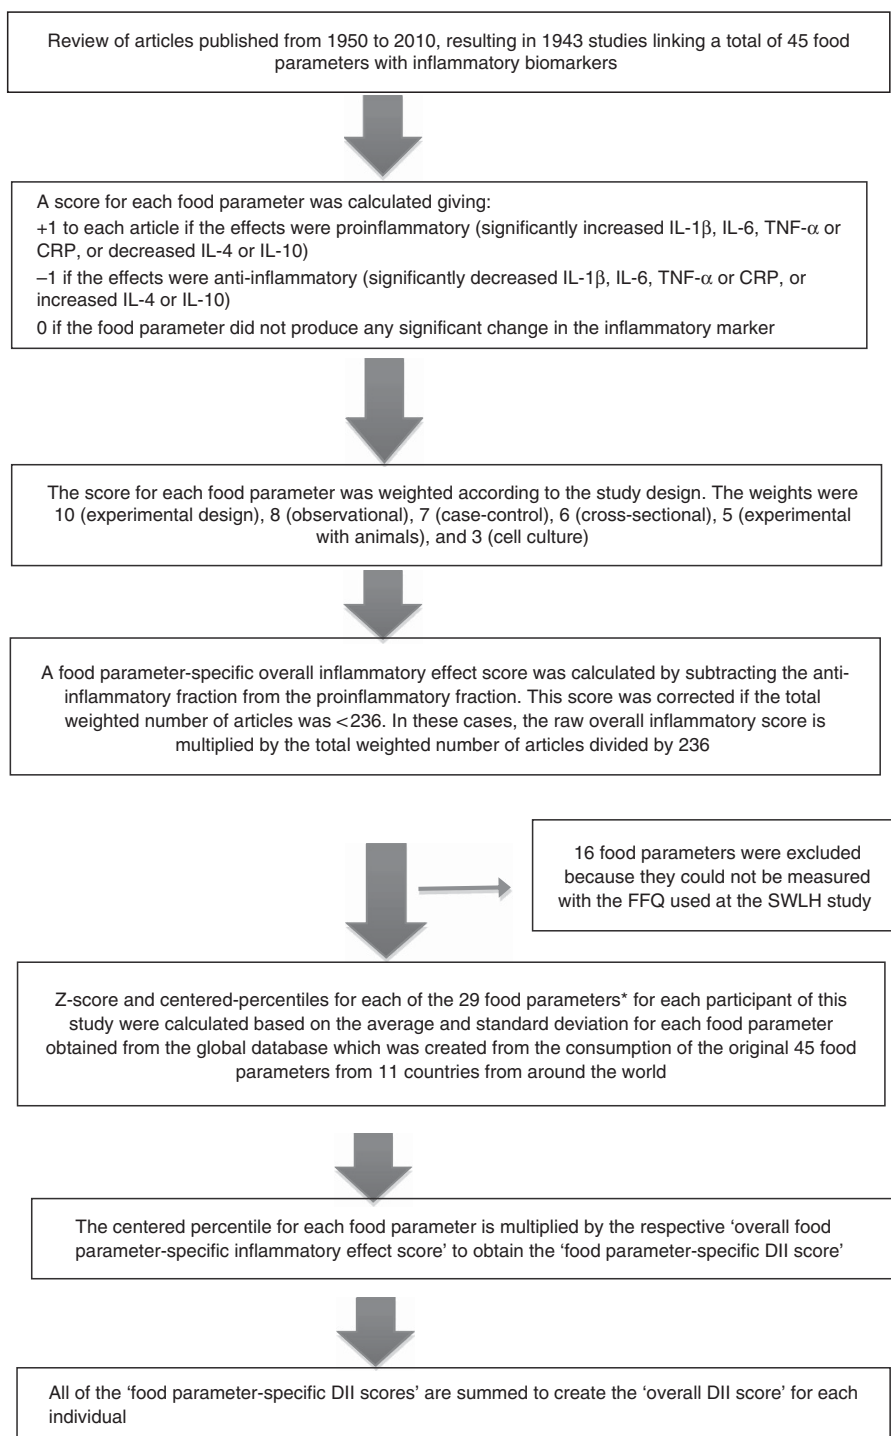 Review of articles published from 1950 to 2010, resulting in 1943 studies linking a total of 45 food
parameters with inflammatory biomarkers
A score for each food parameter was calculated giving:
+1 to each article if the effects were proinflammatory (significantly increased IL-1β, IL-6, TNF-α or
CRP, or decreased IL-4 or IL-10)
–1 if the effects were anti-inflammatory (significantly decreased IL-1β, IL-6, TNF-α or CRP, or
increased IL-4 or IL-10)
0 if the food parameter did not produce any significant change in the inflammatory marker
The score for each food parameter was weighted according to the study design. The weights were
10 (experimental design), 8 (observational), 7 (case-control), 6 (cross-sectional), 5 (experimental
with animals), and 3 (cell culture)
A food parameter-specific overall inflammatory effect score was calculated by subtracting the anti-
inflammatory fraction from the proinflammatory fraction. This score was corrected if the total
weighted number of articles was <236. In these cases, the raw overall inflammatory score is
multiplied by the total weighted number of articles divided by 236
16 food parameters were excluded
because they could not be measured
with the FFQ used at the SWLH study
Z-score and centered-percentiles for each of the 29 food parameters* for each participant of this
study were calculated based on the average and standard deviation for each food parameter
obtained from the global database which was created from the consumption of the original 45 food
parameters from 11 countries from around the world
The centered percentile for each food parameter is multiplied by the respective ‘overall food
parameter-specific inflammatory effect score’ to obtain the ‘food parameter-specific DII score’
All of the ‘food parameter-specific DII scores’ are summed to create the ‘overall DII score’ for each
individual